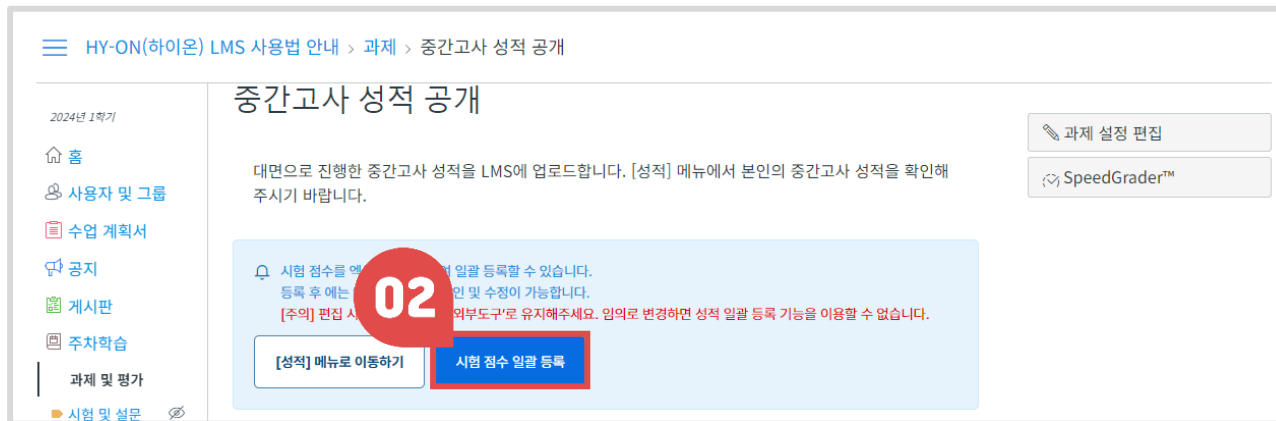 HY-ON(하이온) LMS 사용법 안내 > 과제 > 중간고사 성적 공개
2024년 1학기
홈
사용자 및 그룹
수업 계획서
공지
게시판
주차학습
과제 및 평가
시험 및 설문
중간고사 성적 공개
대면으로 진행한 중간고사 성적을 LMS에 업로드합니다. [성적] 메뉴에서 본인의 중간고사 성적을 확인해
주시기 바랍니다.
시험 점수를 일괄 등록할 수 있습니다.
등록 후 에는 및 수정이 가능합니다.
[주의] 편집 외부도구'로 유지해주세요. 임의로 변경하면 성적 일괄 등록 기능을 이용할 수 없습니다.
02
[성적] 메뉴로 이동하기
시험 점수 일괄 등록
과제 설정 편집
SpeedGrader™